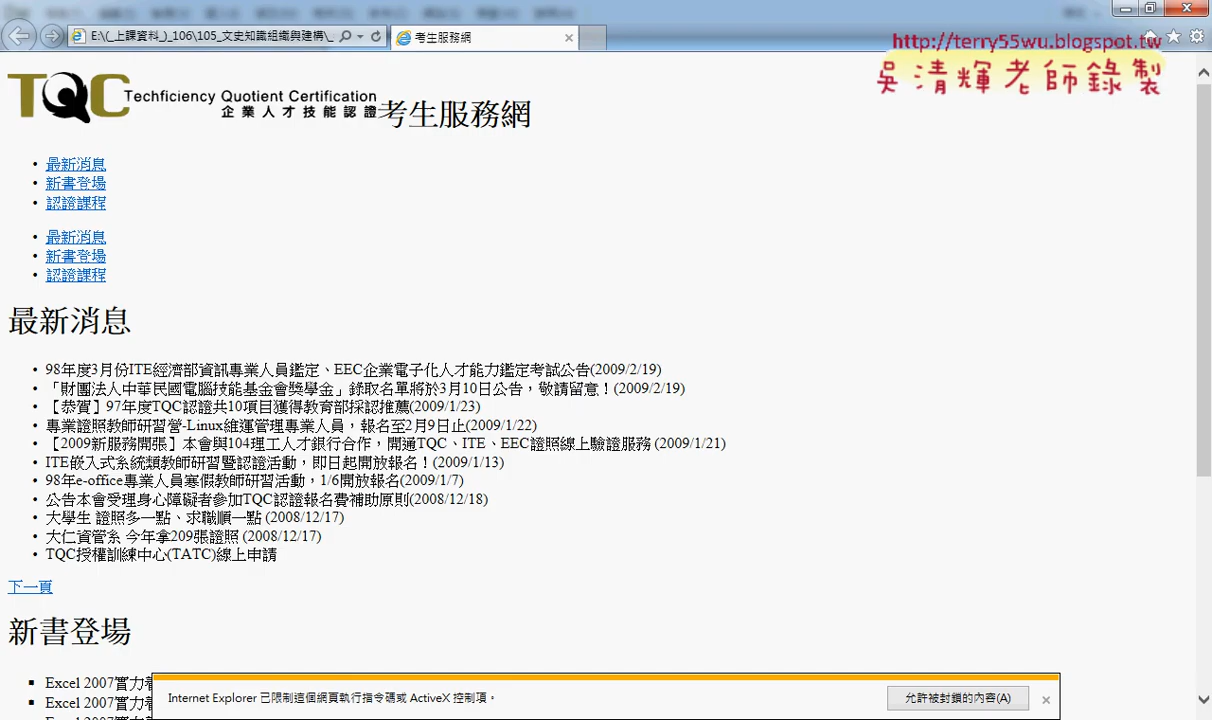 E:\(_上課資料_)_106\105_文史知識組織與建構\_
考生服務網
http://terry55wu.blogspot.tw
吳清輝老師錄製
TQC Techficiency Quotient Certification
企業人才技能認證考生服務網
• 最新消息
• 新書登場
• 認證課程
• 最新消息
• 新書登場
• 認證課程
最新消息
• 98年度3月份ITE經濟部資訊專業人員鑑定、EEC企業電子化人才能力鑑定考試公告(2009/2/19)
• 「財團法人中華民國電腦技能基金會獎學金」錄取名單將於3月10日公告，敬請留意！(2009/2/19)
• 【恭賀】97年度TQC認證共10項目獲得教育部採認推薦(2009/1/23)
• 專業證照教師研習營-Linux維運管理專業人員，報名至2月9日止(2009/1/22)
• 【2009新服務開張】本會與104理工人才銀行合作，開通TQC、ITE、EEC證照線上驗證服務 (2009/1/21)
• ITE嵌入式系統類教師研習暨認證活動，即日起開放報名！(2009/1/13)
• 98年e-office專業人員寒假教師研習活動，1/6開放報名(2009/1/7)
• 公告本會受理身心障礙者參加TQC認證報名費補助原則(2008/12/18)
• 大學生 證照多一點、求職順一點 (2008/12/17)
• 大仁資管系 今年拿209張證照 (2008/12/17)
• TQC授權訓練中心(TATC)線上申請
下一頁
新書登場
▪ Excel 2007實力
▪ Excel 2007實力
Internet Explorer 已限制這個網頁執行指令碼或 ActiveX 控制項。
允許被封鎖的內容(A)